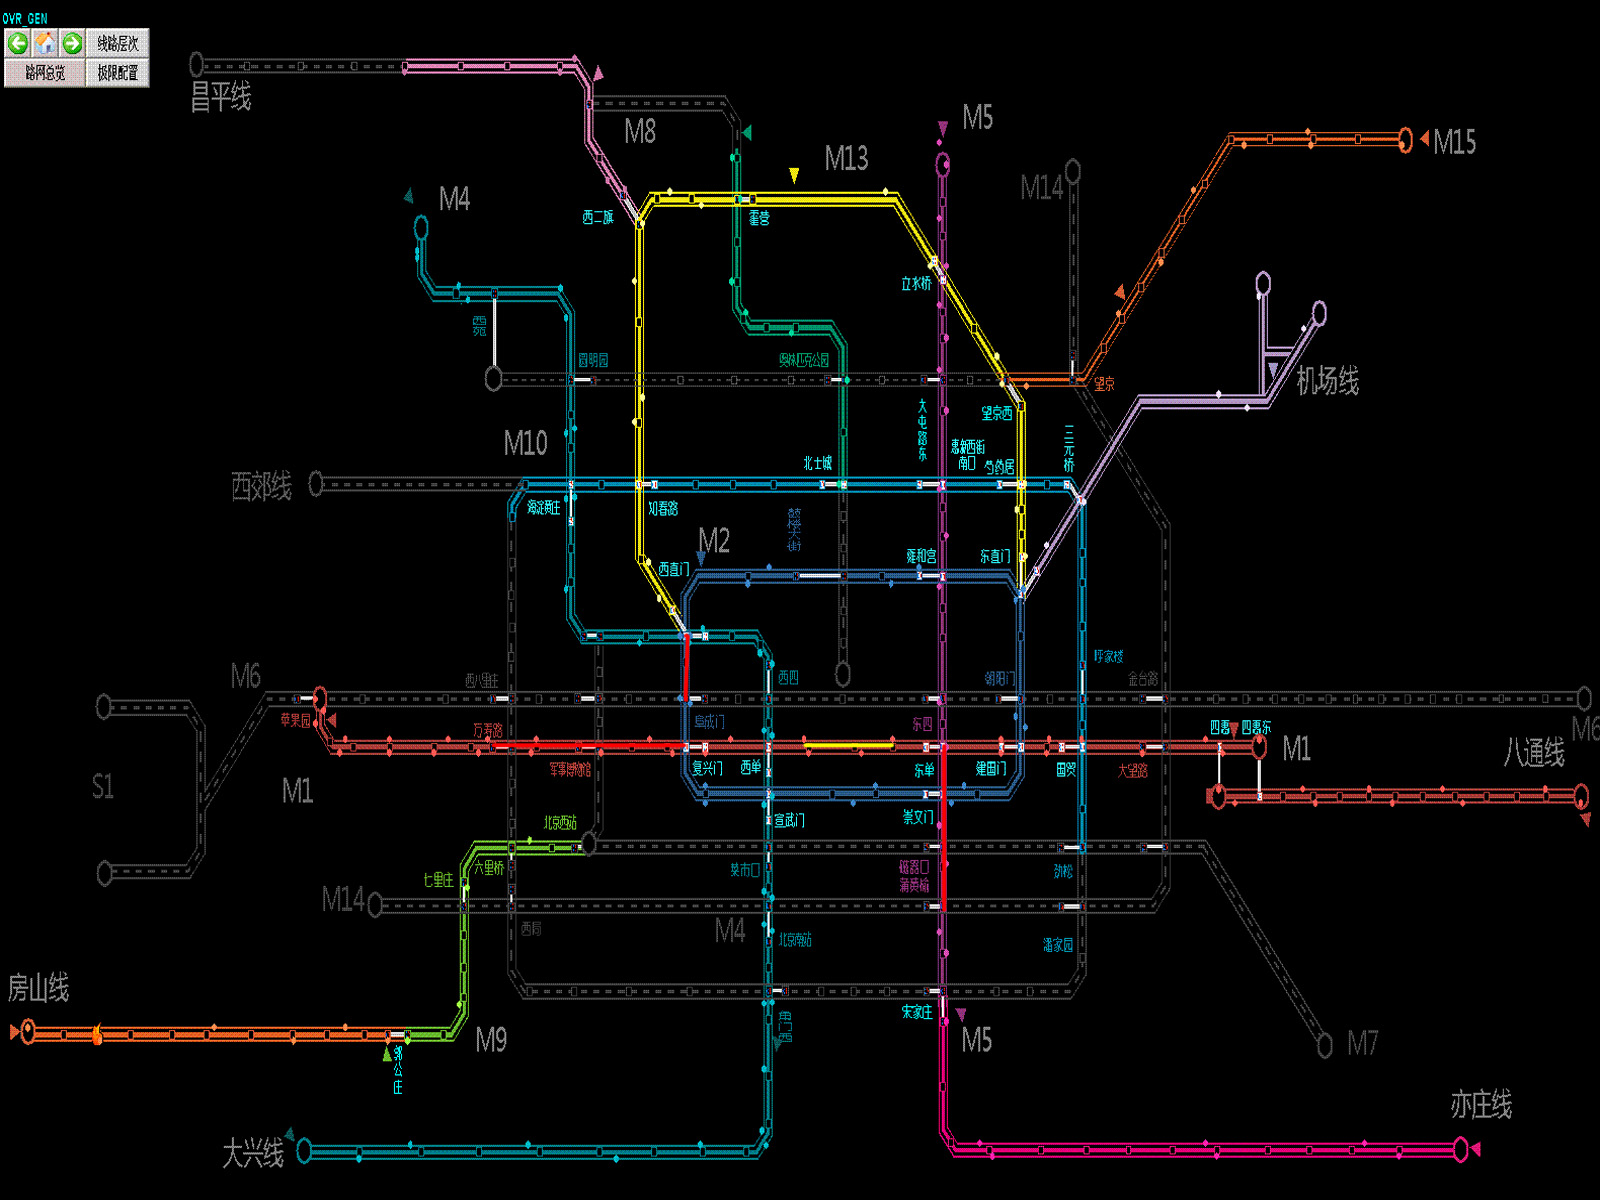 OVR_GEN
线路层次
路网总览
极限配置
昌平线
M8
M5
M13
M15
M14
M4
西二旗
霍营
立水桥
西苑
圆明园
奥林匹克公园
望京
机场线
望京西
大屯路东
三元桥
惠新西街
南口
M10
北土城
芍药居
西郊线
海淀黄庄
知春路
鼓楼大街
M2
西直门
雍和宫
东直门
呼家楼
M6
西八里庄
西四
朝阳门
金台路
苹果园
万寿路
阜成门
东四
四惠
四惠东
M6
M1
八通线
军事博物馆
复兴门
西单
东单
建国门
国贸
大望路
S1
M1
北京西站
宣武门
崇文门
六里桥
七里庄
菜市口
磁器口
蒲黄榆
劲松
M14
M4
西局
北京南站
潘家园
房山线
宋家庄
角门西
M9
M5
M7
郭公庄
亦庄线
大兴线